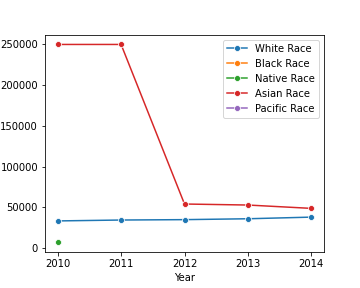 250000
200000
150000
100000
50000
0
White Race
Black Race
Native Race
Asian Race
Pacific Race
2010 2011 2012 2013 2014
Year